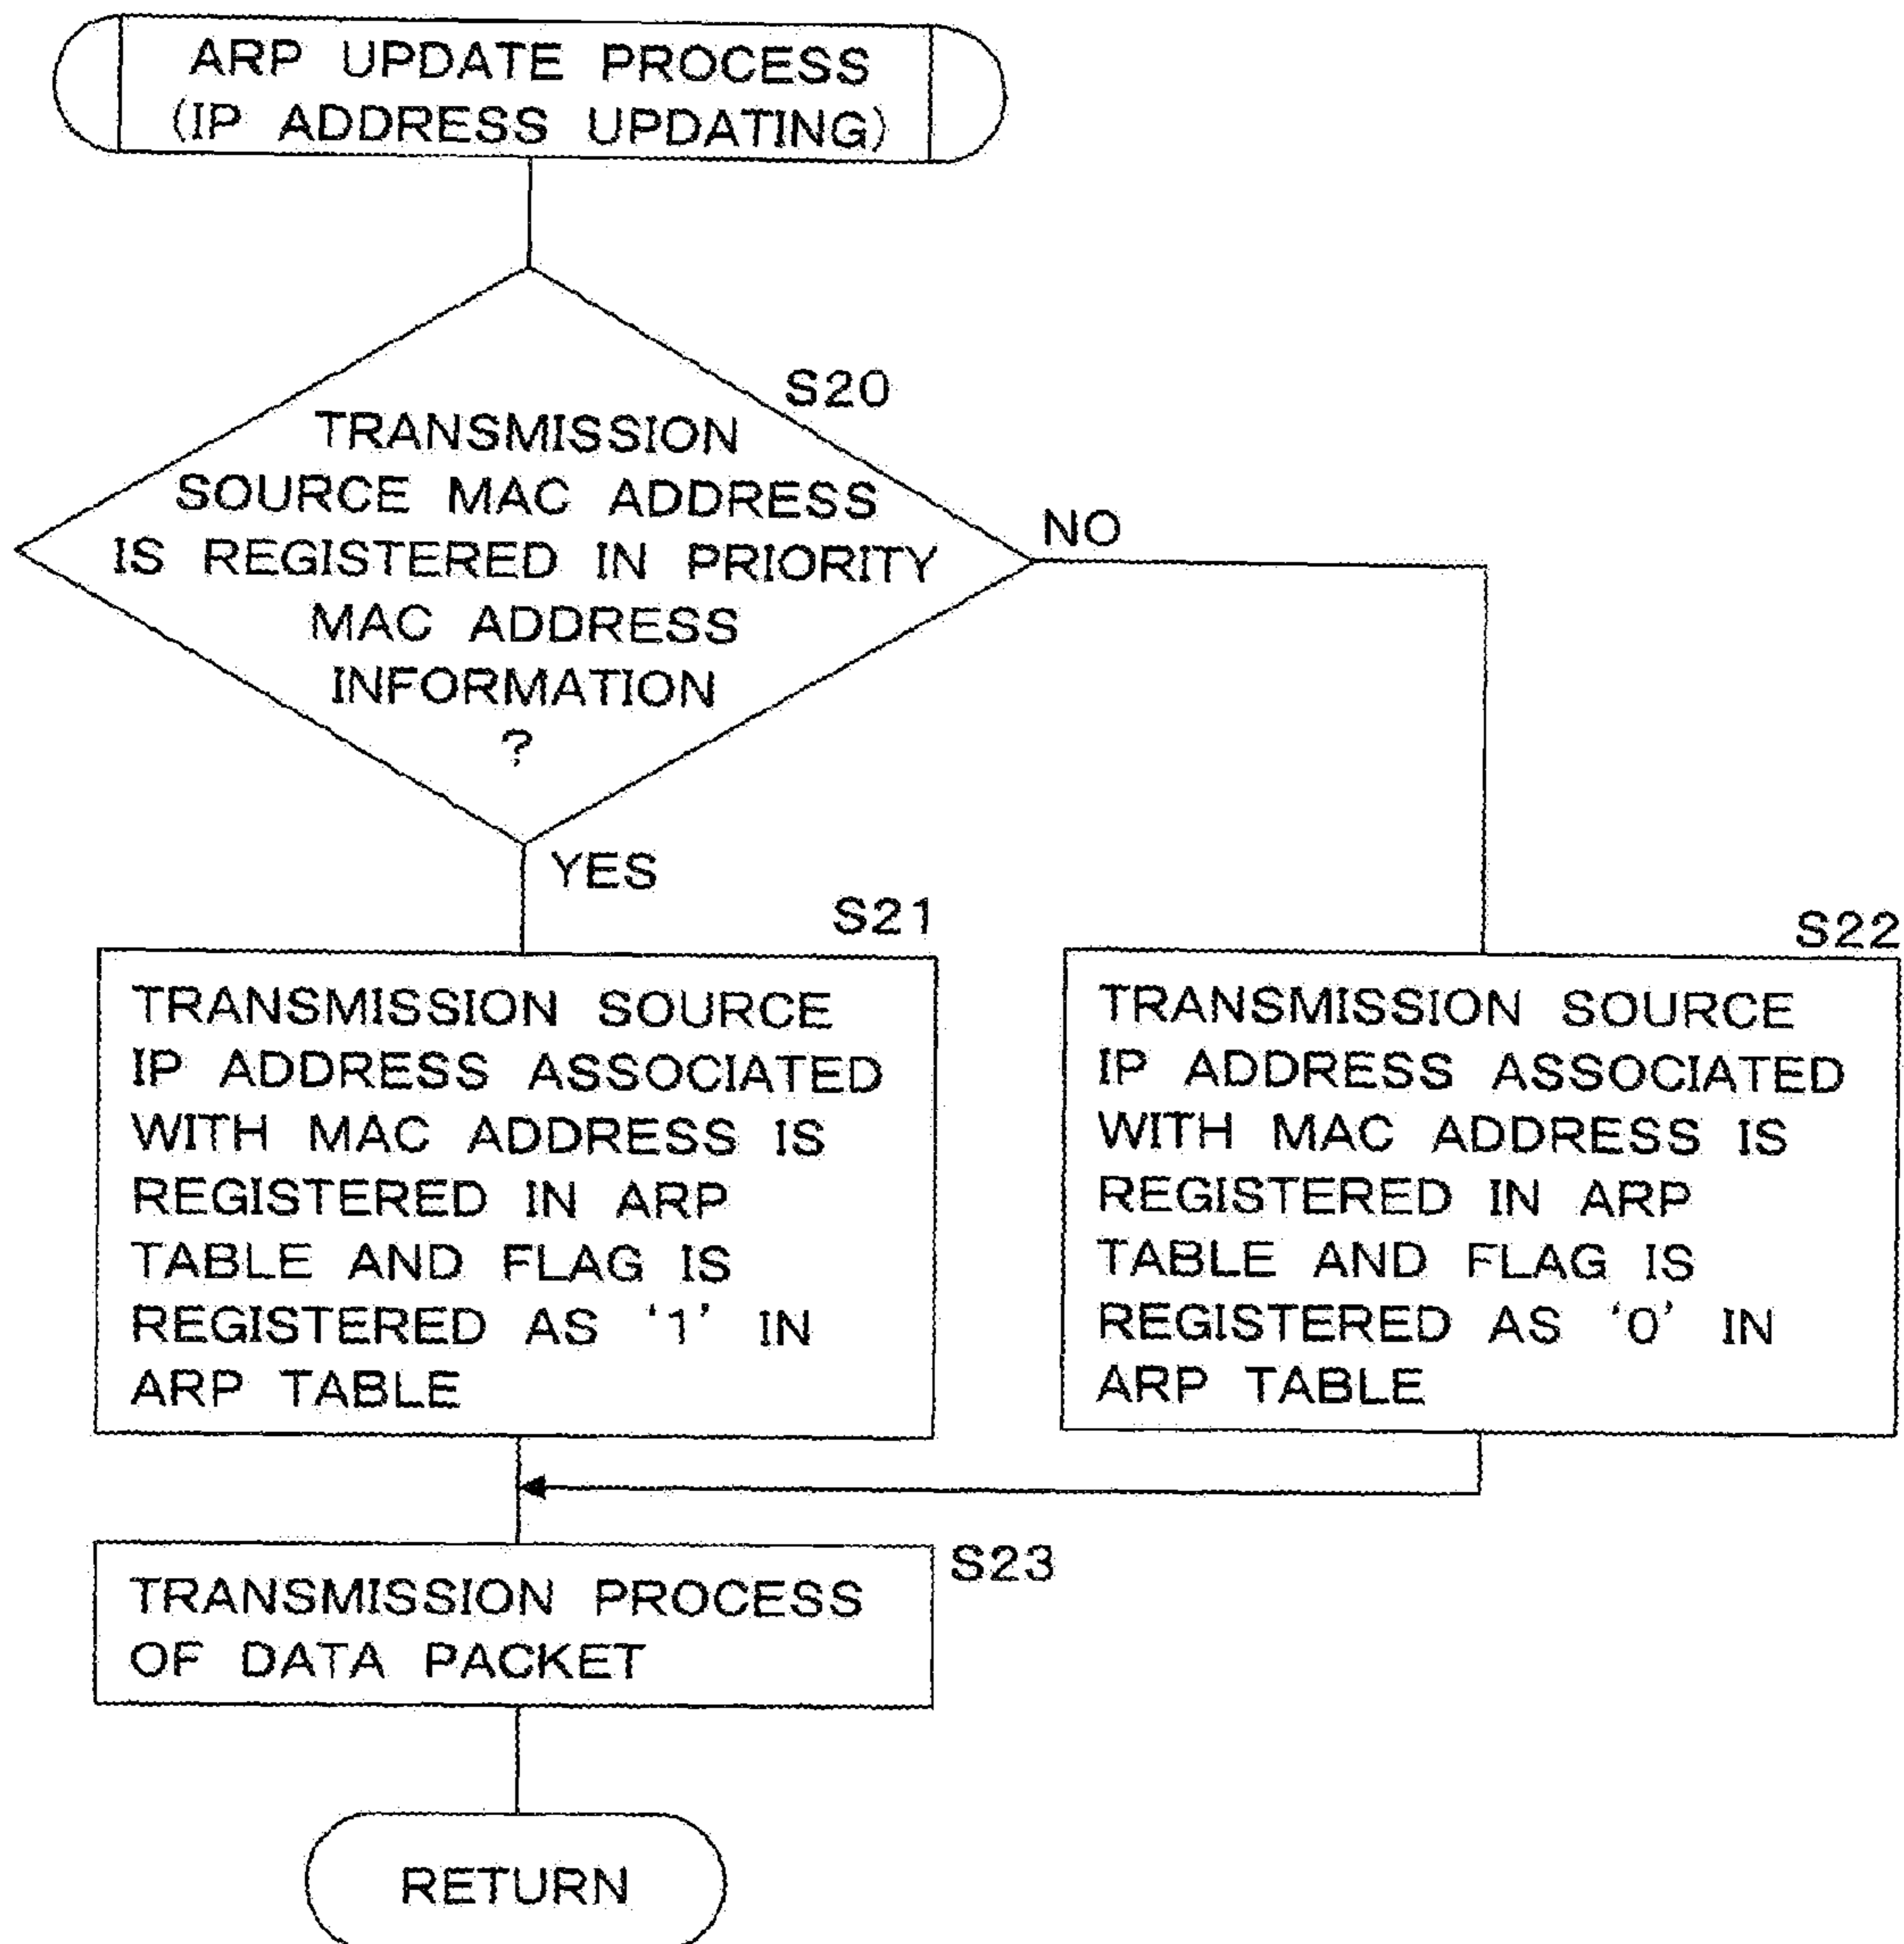 ARP UPDATE PROCESS
(IP ADDRESS UPDATING)
S20
TRANSMISSION
SOURCE MAC ADDRESS
IS REGISTERED IN PRIORITY
MAC ADDRESS
INFORMATION
?
NO
YES
S21
TRANSMISSION SOURCE
IP ADDRESS ASSOCIATED
WITH MAC ADDRESS IS
REGISTERED IN ARP
TABLE AND FLAG IS
REGISTERED AS ‘1’ IN
ARP TABLE
S22
TRANSMISSION SOURCE
IP ADDRESS ASSOCIATED
WITH MAC ADDRESS IS
REGISTERED IN ARP
TABLE AND FLAG IS
REGISTERED AS ‘0’ IN
ARP TABLE
S23
TRANSMISSION PROCESS
OF DATA PACKET
RETURN